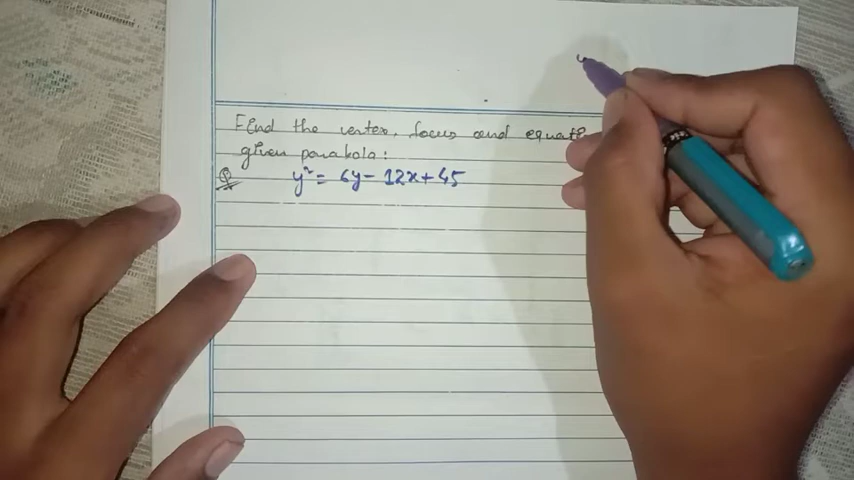 Find the vertex, focus and equati
given parabola:
Q y² = 6y - 12x + 45